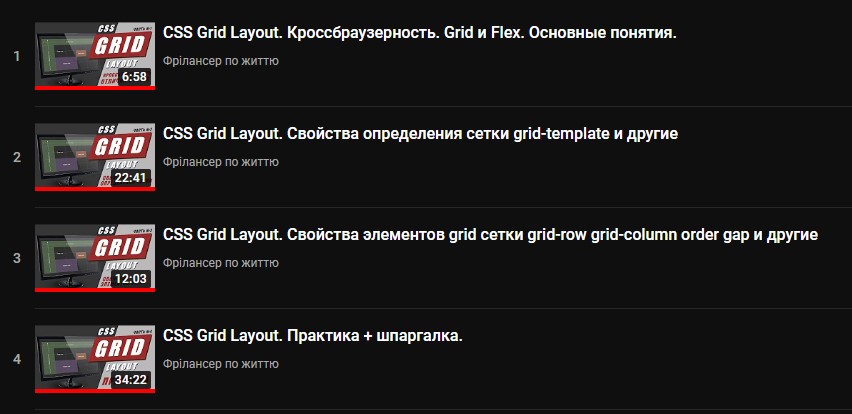 1
CSS
GRID
LAYOUT
6:58
CSS Grid Layout. Кроссбраузерность. Grid и Flex. Основные понятия.
Фрілансер по життю
2
CSS
GRID
LAYOUT
22:41
CSS Grid Layout. Свойства определения сетки grid-template и другие
Фрілансер по життю
3
CSS
GRID
LAYOUT
12:03
CSS Grid Layout. Свойства элементов grid сетки grid-row grid-column order gap и другие
Фрілансер по життю
4
CSS
GRID
LAYOUT
34:22
CSS Grid Layout. Практика + шпаргалка.
Фрілансер по життю